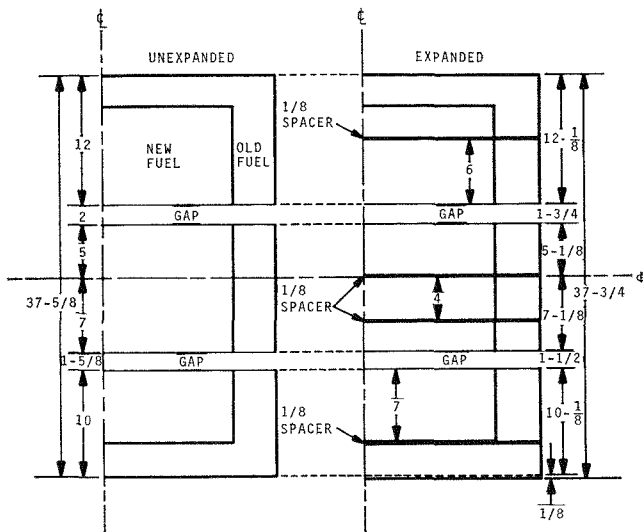 ℄
℄
UNEXPANDED
EXPANDED
1/8
SPACER
12
12-1/8
NEW
FUEL
OLD
FUEL
6
2
GAP
GAP
1-3/4
5
5-1/8
℄
37-5/8
1/8
SPACER
4
37-3/4
7
7-1/8
1-5/8
GAP
GAP
1-1/2
10
7
10-1/8
1/8
SPACER
1/8